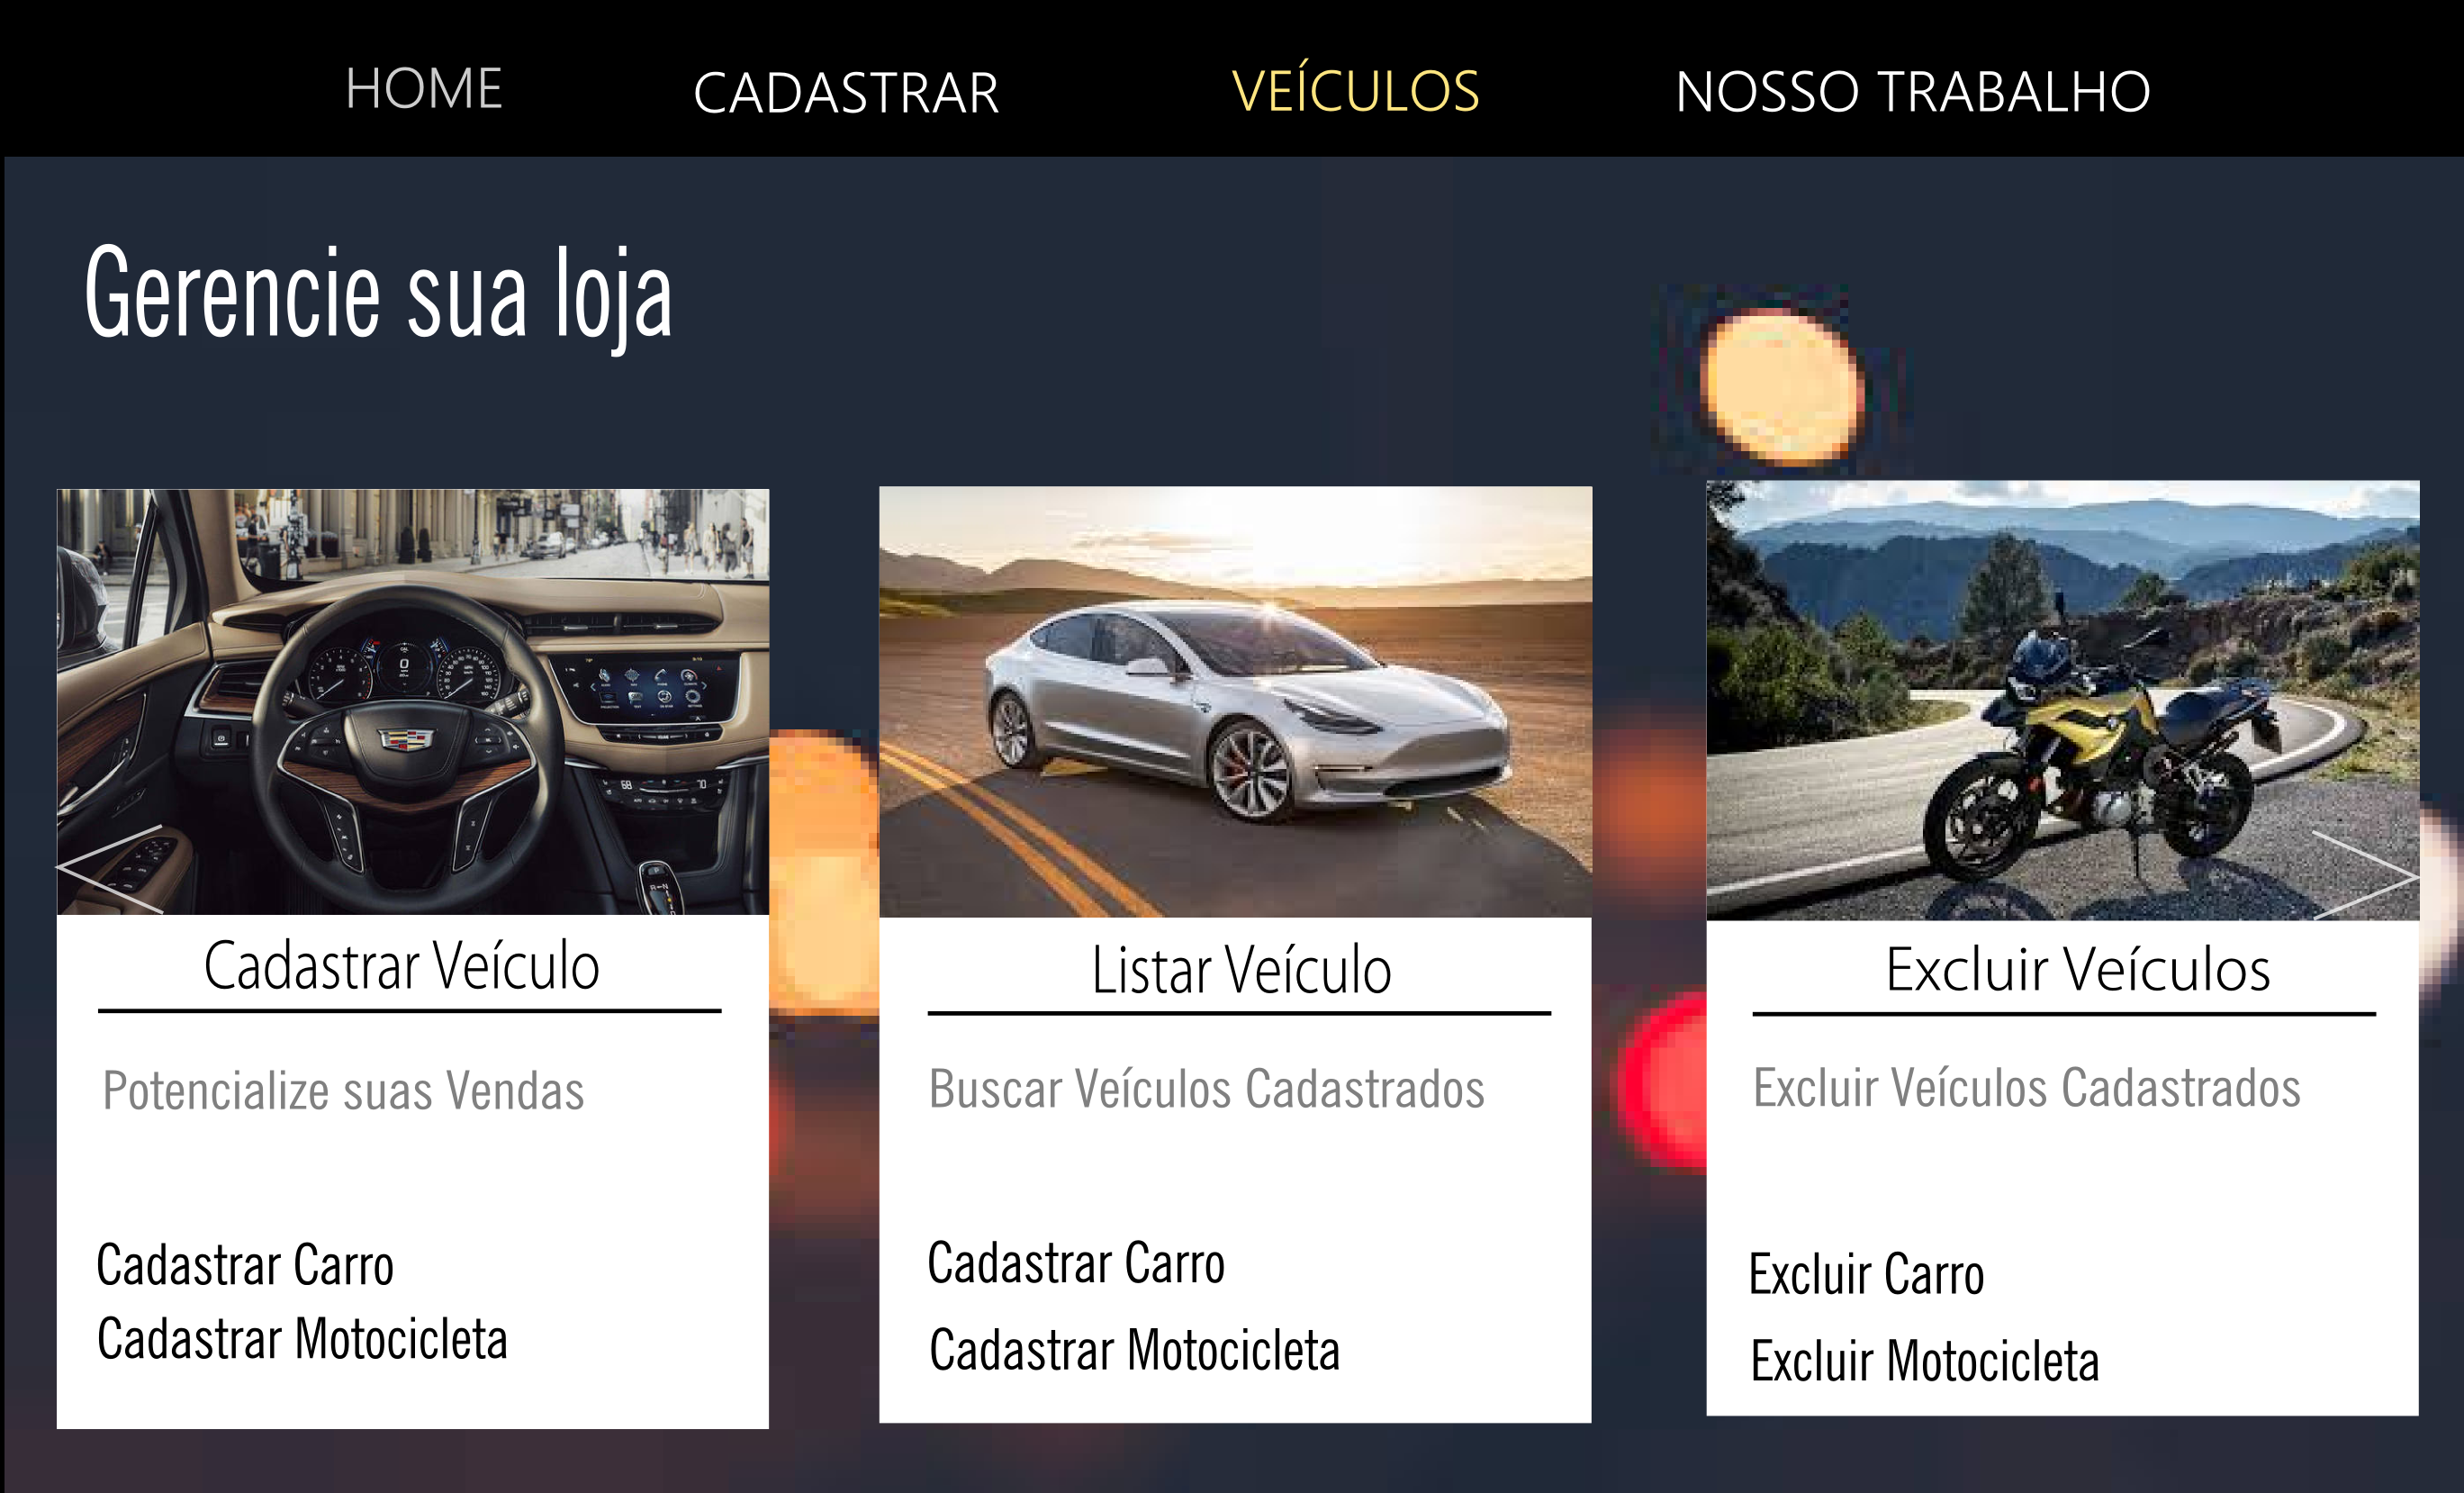 HOME
CADASTRAR
VEÍCULOS
NOSSO TRABALHO
Gerencie sua loja
Cadastrar Veículo
Potencialize suas Vendas
Cadastrar Carro
Cadastrar Motocicleta
Listar Veículo
Buscar Veículos Cadastrados
Cadastrar Carro
Cadastrar Motocicleta
Excluir Veículos
Excluir Veículos Cadastrados
Excluir Carro
Excluir Motocicleta